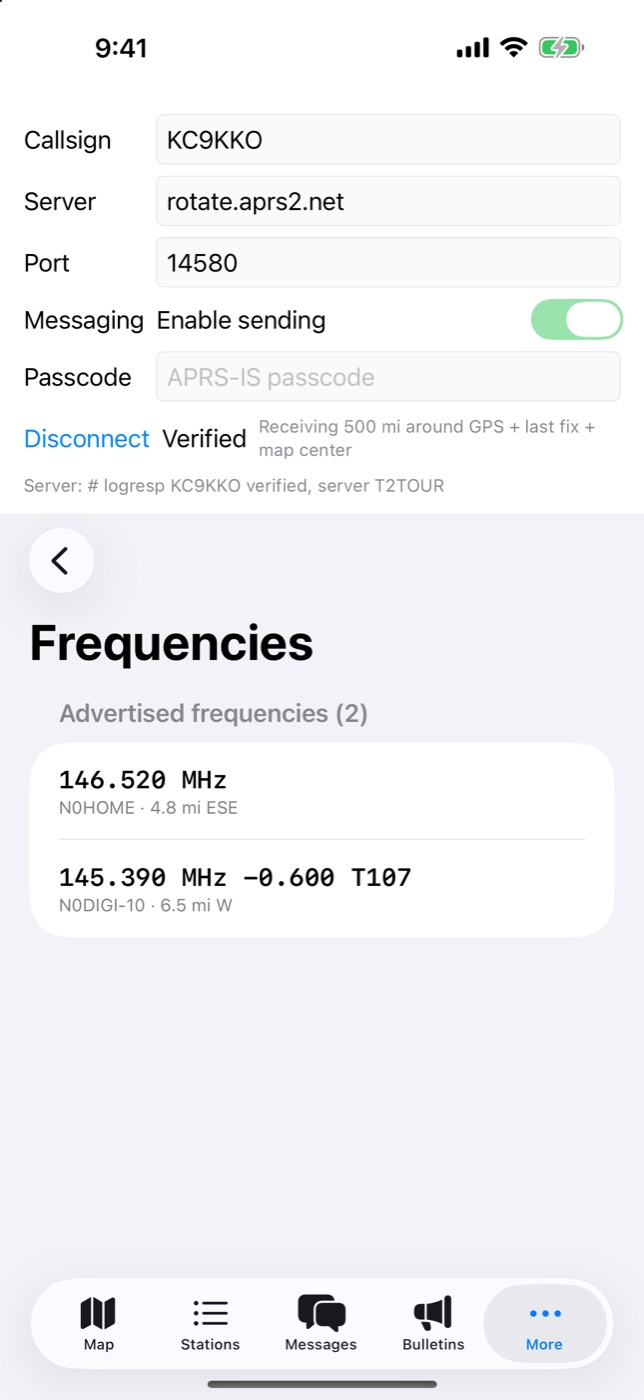 9:41
Callsign KC9KKO
Server rotate.aprs2.net
Port 14580
Messaging Enable sending
Passcode APRS-IS passcode
Disconnect Verified Receiving 500 mi around GPS + last fix +
map center
Server: # logresp KC9KKO verified, server T2TOUR
Frequencies
Advertised frequencies (2)
146.520 MHz
N0HOME · 4.8 mi ESE
145.390 MHz −0.600 T107
N0DIGI-10 · 6.5 mi W
Map Stations Messages Bulletins More